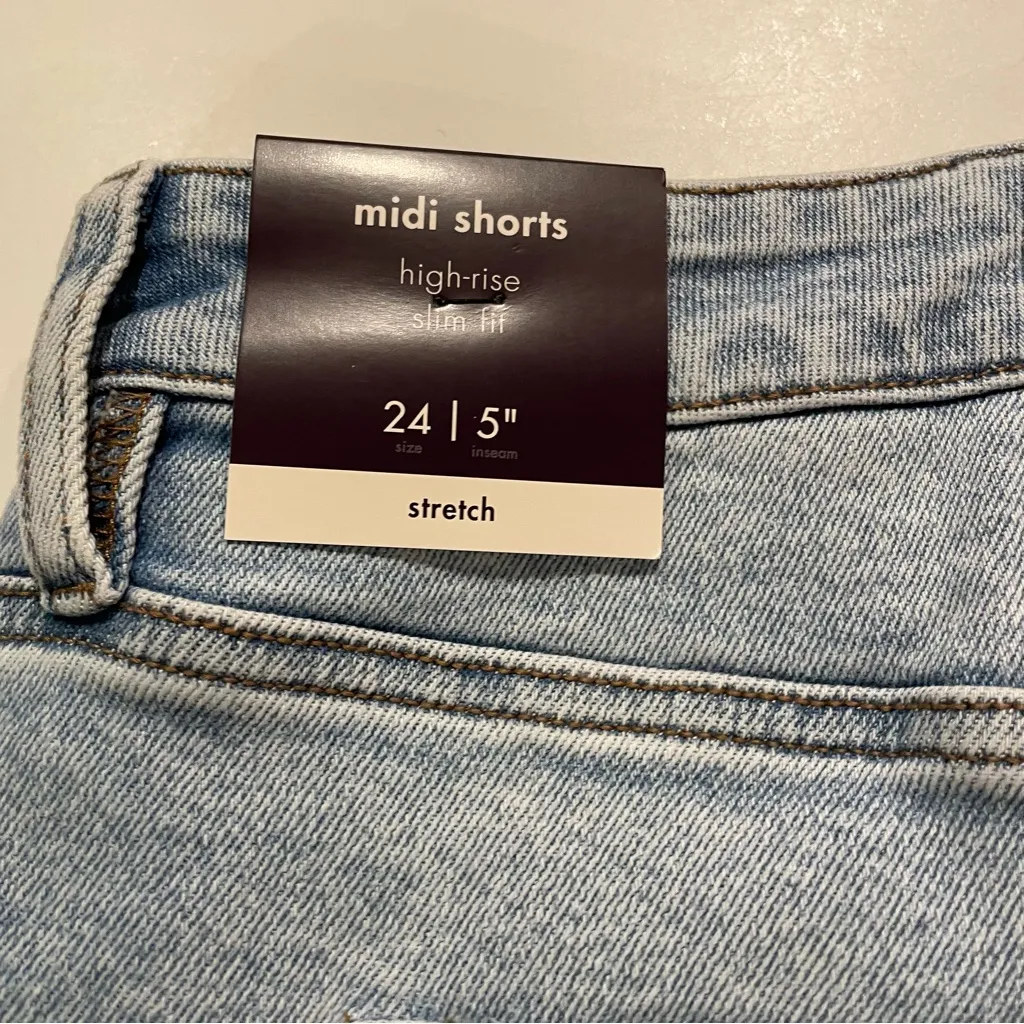 midi shorts
high-rise
slim fit
24 | 5"
size inseam
stretch